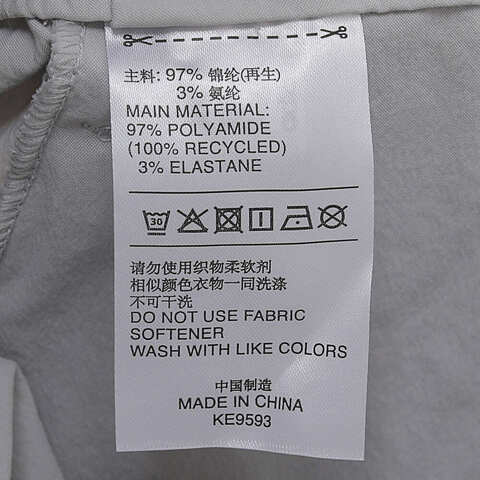 主料: 97% 锦纶(再生)
3% 氨纶
MAIN MATERIAL:
97% POLYAMIDE
(100% RECYCLED)
3% ELASTANE
30
请勿使用织物柔软剂
相似颜色衣物一同洗涤
不可干洗
DO NOT USE FABRIC
SOFTENER
WASH WITH LIKE COLORS
中国制造
MADE IN CHINA
KE9593